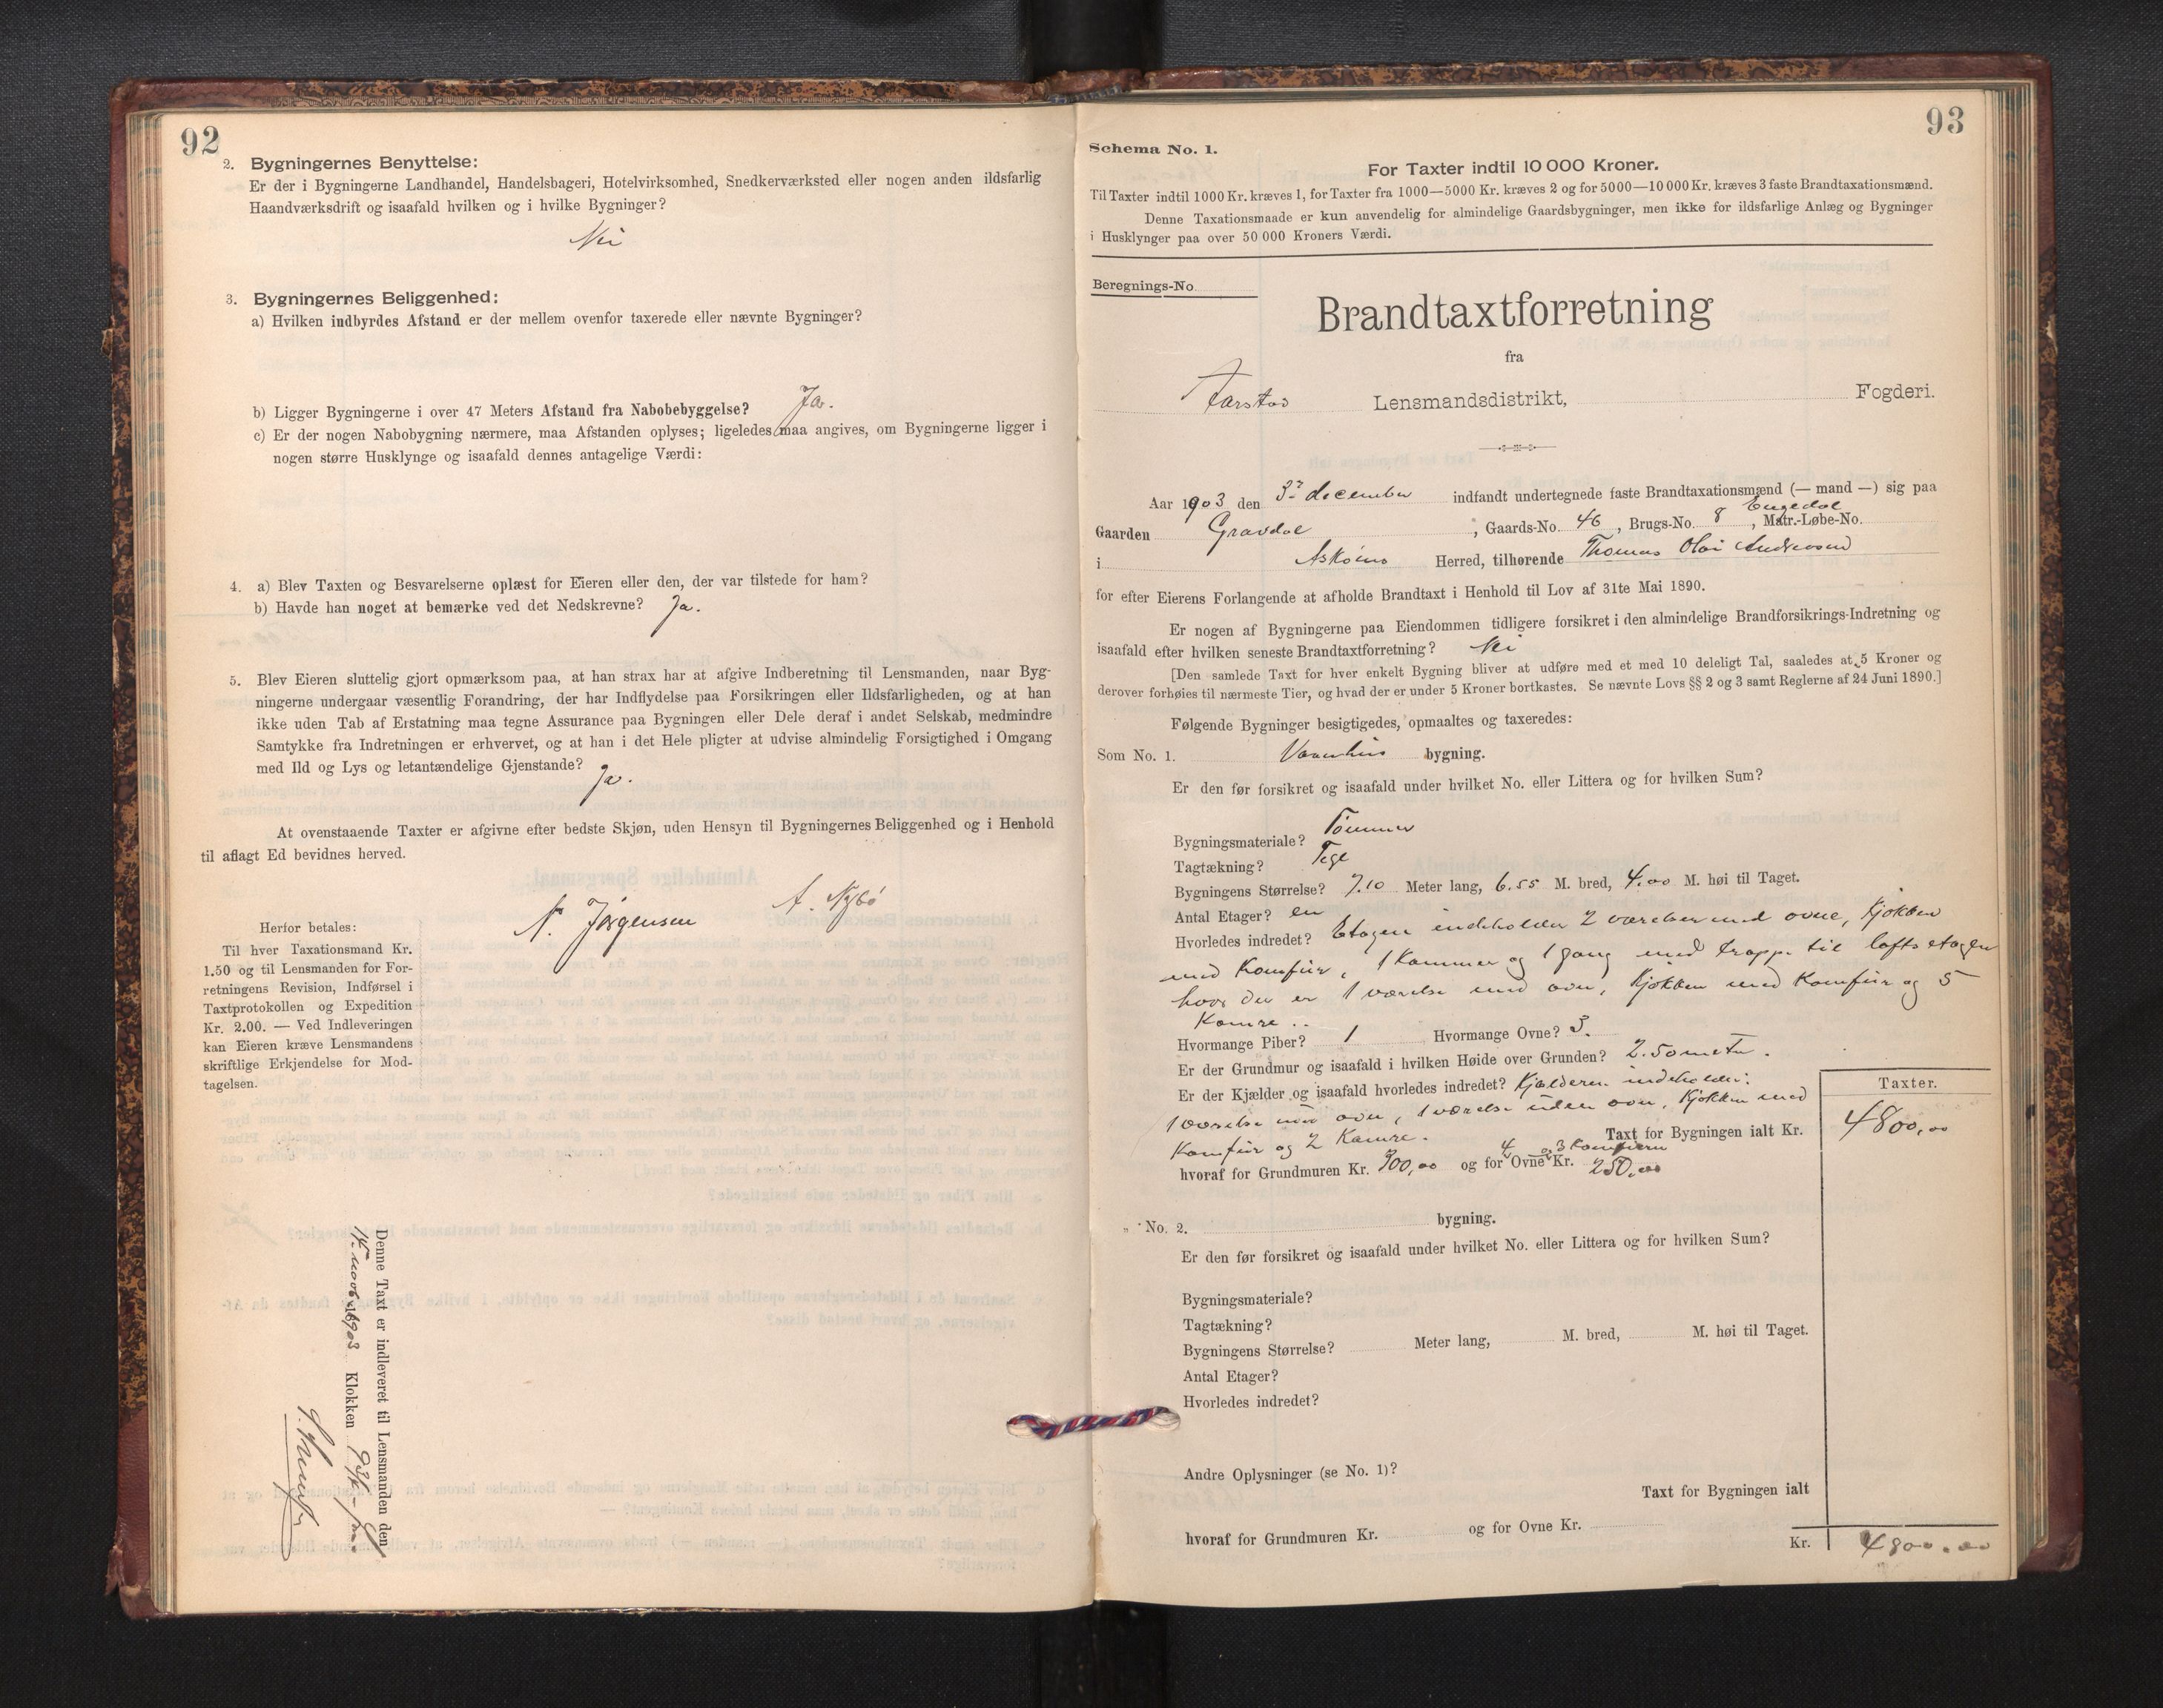 92
2. Bygningernes Benyttelse:
Er der i Bygningerne Landhandel, Handelsbageri, Hotelvirksomhed, Snedkerværksted eller nogen anden ildsfarlig
Haandværksdrift og isaafald hvilken og i hvilke Bygninger?
Nei
3. Bygningernes Beliggenhed:
a) Hvilken indbyrdes Afstand er der mellem ovenfor taxerede eller nævnte Bygninger?
b) Ligger Bygningerne i over 47 Meters Afstand fra Nabobebyggelse? Ja.
c) Er der nogen Nabobygning nærmere, maa Afstanden oplyses; ligeledes maa angives, om Bygningerne ligger i
nogen større Husklynge og isaafald dennes antagelige Værdi:
4. a) Blev Taxten og Besvarelserne oplæst for Eieren eller den, der var tilstede for ham?
b) Havde han noget at bemærke ved det Nedskrevne? Ja.
5. Blev Eieren sluttelig gjort opmærksom paa, at han strax har at afgive Indberetning til Lensmanden, naar Byg-
ningerne undergaar væsentlig Forandring, der har Indflydelse paa Forsikringen eller Ildsfarligheden, og at han
ikke uden Tab af Erstatning maa tegne Assurance paa Bygningen eller Dele deraf i andet Selskab, medmindre
Samtykke fra Indretningen er erhvervet, og at han i det Hele pligter at udvise almindelig Forsigtighed i Omgang
med Ild og Lys og letantændelige Gjenstande? Ja.
At ovenstaaende Taxter er afgivne efter bedste Skjøn, uden Hensyn til Bygningernes Beliggenhed og i Henhold
til aflagt Ed bevidnes herved.
N. Jørgensen A. Nybö
Herfor betales:
Til hver Taxationsmand Kr.
1.50 og til Lensmanden for For-
retningens Revision, Indførsel i
Taxtprotokollen og Expedition
Kr. 2.00. — Ved Indleveringen
kan Eieren kræve Lensmandens
skriftlige Erkjendelse for Mod-
tagelsen.
Denne Taxt er indleveret til Lensmanden den
1903 Klokken
93
Schema No. 1.
For Taxter indtil 10 000 Kroner.
Til Taxter indtil 1000 Kr. kræves 1, for Taxter fra 1000—5000 Kr. kræves 2 og for 5000—10 000 Kr. kræves 3 faste Brandtaxationsmænd.
Denne Taxationsmaade er kun anvendelig for almindelige Gaardsbygninger, men ikke for ildsfarlige Anlæg og Bygninger
i Husklynger paa over 50 000 Kroners Værdi.
Beregnings-No
Brandtaxtforretning
fra
Aarstad Lensmandsdistrikt, Fogderi.
Aar 1903 den 3. december indfandt undertegnede faste Brandtaxationsmænd (— mand —) sig paa
Gaarden Gravdal, Gaards-No. 46, Brugs-No. 8 Engedal, Matr.-Løbe-No.
i Askøens Herred, tilhørende Thomas Olai Andreasen
for efter Eierens Forlangende at afholde Brandtaxt i Henhold til Lov af 31te Mai 1890.
Er nogen af Bygningerne paa Eiendommen tidligere forsikret i den almindelige Brandforsikrings-Indretning og
isaafald efter hvilken seneste Brandtaxtforretning? Nei
[Den samlede Taxt for hver enkelt Bygning bliver at udføre med et med 10 deleligt Tal, saaledes at 5 Kroner og
derover forhøies til nærmeste Tier, og hvad der er under 5 Kroner bortkastes. Se nævnte Lovs §§ 2 og 3 samt Reglerne af 24 Juni 1890.]
Følgende Bygninger besigtigedes, opmaaltes og taxeredes:
Som No. 1. Vaanhus bygning.
Er den før forsikret og isaafald under hvilket No. eller Littera og for hvilken Sum?
Bygningsmateriale? Tømmer
Tagtækning? Tegl
Bygningens Størrelse? 7.10 Meter lang, 6.55 M. bred, 4.00 M. høi til Taget.
Antal Etager? en
Hvorledes indredet? Etagen indeholder 2 værelser med ovne, Kjøkken
med Komfür, 1 Kammer og 1 gang med trappe til loftsetagen
hvor der er 1 værelse med ovn, Kjøkken med Komfür og 5
Kamre..
Hvormange Piber? 1 Hvormange Ovne? 3.
Er der Grundmur og isaafald i hvilken Høide over Grunden? 2.50 meter.
Er der Kjælder og isaafald hvorledes indredet? Kjælderen indeholder:
1 værelse med ovn, 1 værelse uden ovn, Kjøkken med
Komfür og 2 Kamre.
Taxter.
Taxt for Bygningen ialt Kr. 4800,00
hvoraf for Grundmuren Kr. 300,00 og for 4 Ovne og 3 Komfürer Kr. 250,00
„ No. 2. bygning.
Er den før forsikret og isaafald under hvilket No. eller Littera og for hvilken Sum?
Bygningsmateriale?
Tagtækning?
Bygningens Størrelse? Meter lang, M. bred, M. høi til Taget.
Antal Etager?
Hvorledes indredet?
Andre Oplysninger (se No. 1)?
Taxt for Bygningen ialt
hvoraf for Grundmuren Kr. og for Ovne Kr.
Kr. 4800.00